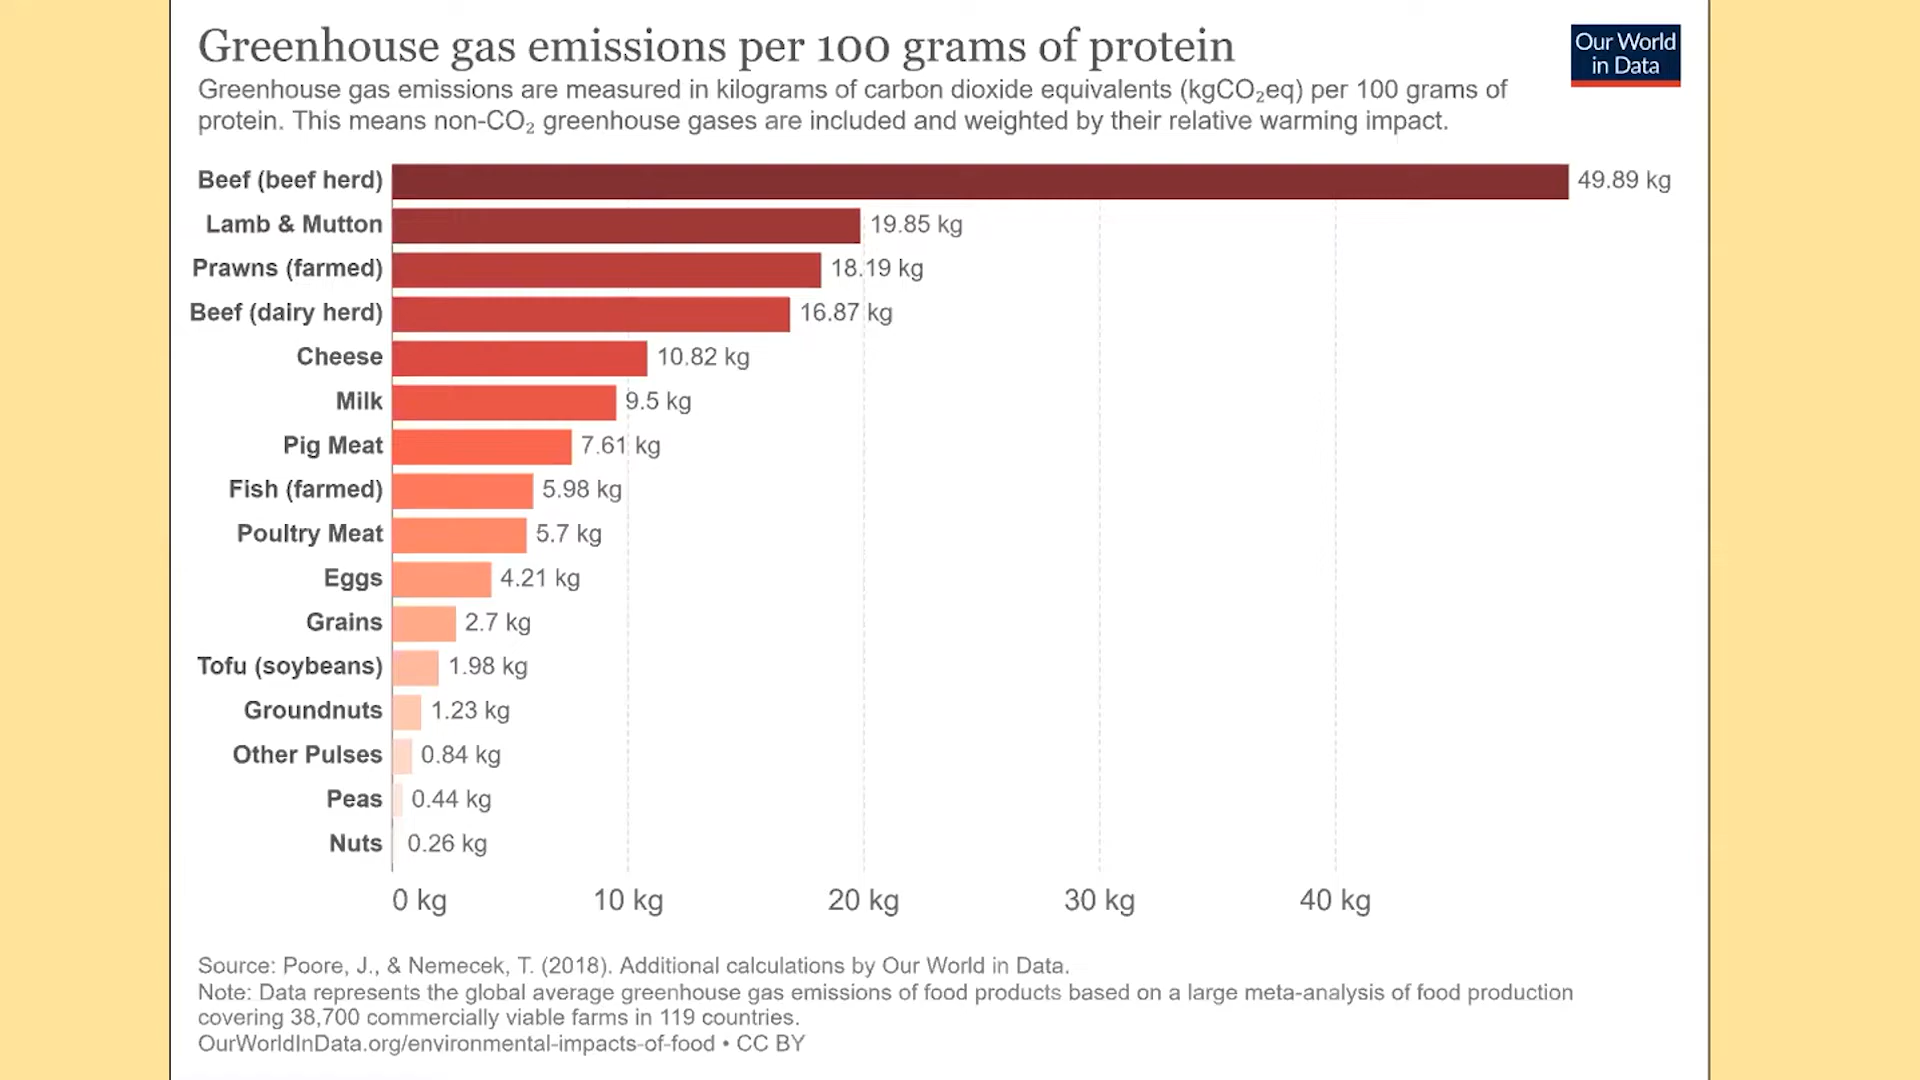 Greenhouse gas emissions per 100 grams of protein
Our World
in Data
Greenhouse gas emissions are measured in kilograms of carbon dioxide equivalents (kgCO₂eq) per 100 grams of
protein. This means non-CO₂ greenhouse gases are included and weighted by their relative warming impact.
Beef (beef herd) 49.89 kg
Lamb & Mutton 19.85 kg
Prawns (farmed) 18.19 kg
Beef (dairy herd) 16.87 kg
Cheese 10.82 kg
Milk 9.5 kg
Pig Meat 7.61 kg
Fish (farmed) 5.98 kg
Poultry Meat 5.7 kg
Eggs 4.21 kg
Grains 2.7 kg
Tofu (soybeans) 1.98 kg
Groundnuts 1.23 kg
Other Pulses 0.84 kg
Peas 0.44 kg
Nuts 0.26 kg
0 kg 10 kg 20 kg 30 kg 40 kg
Source: Poore, J., & Nemecek, T. (2018). Additional calculations by Our World in Data.
Note: Data represents the global average greenhouse gas emissions of food products based on a large meta-analysis of food production
covering 38,700 commercially viable farms in 119 countries.
OurWorldInData.org/environmental-impacts-of-food • CC BY